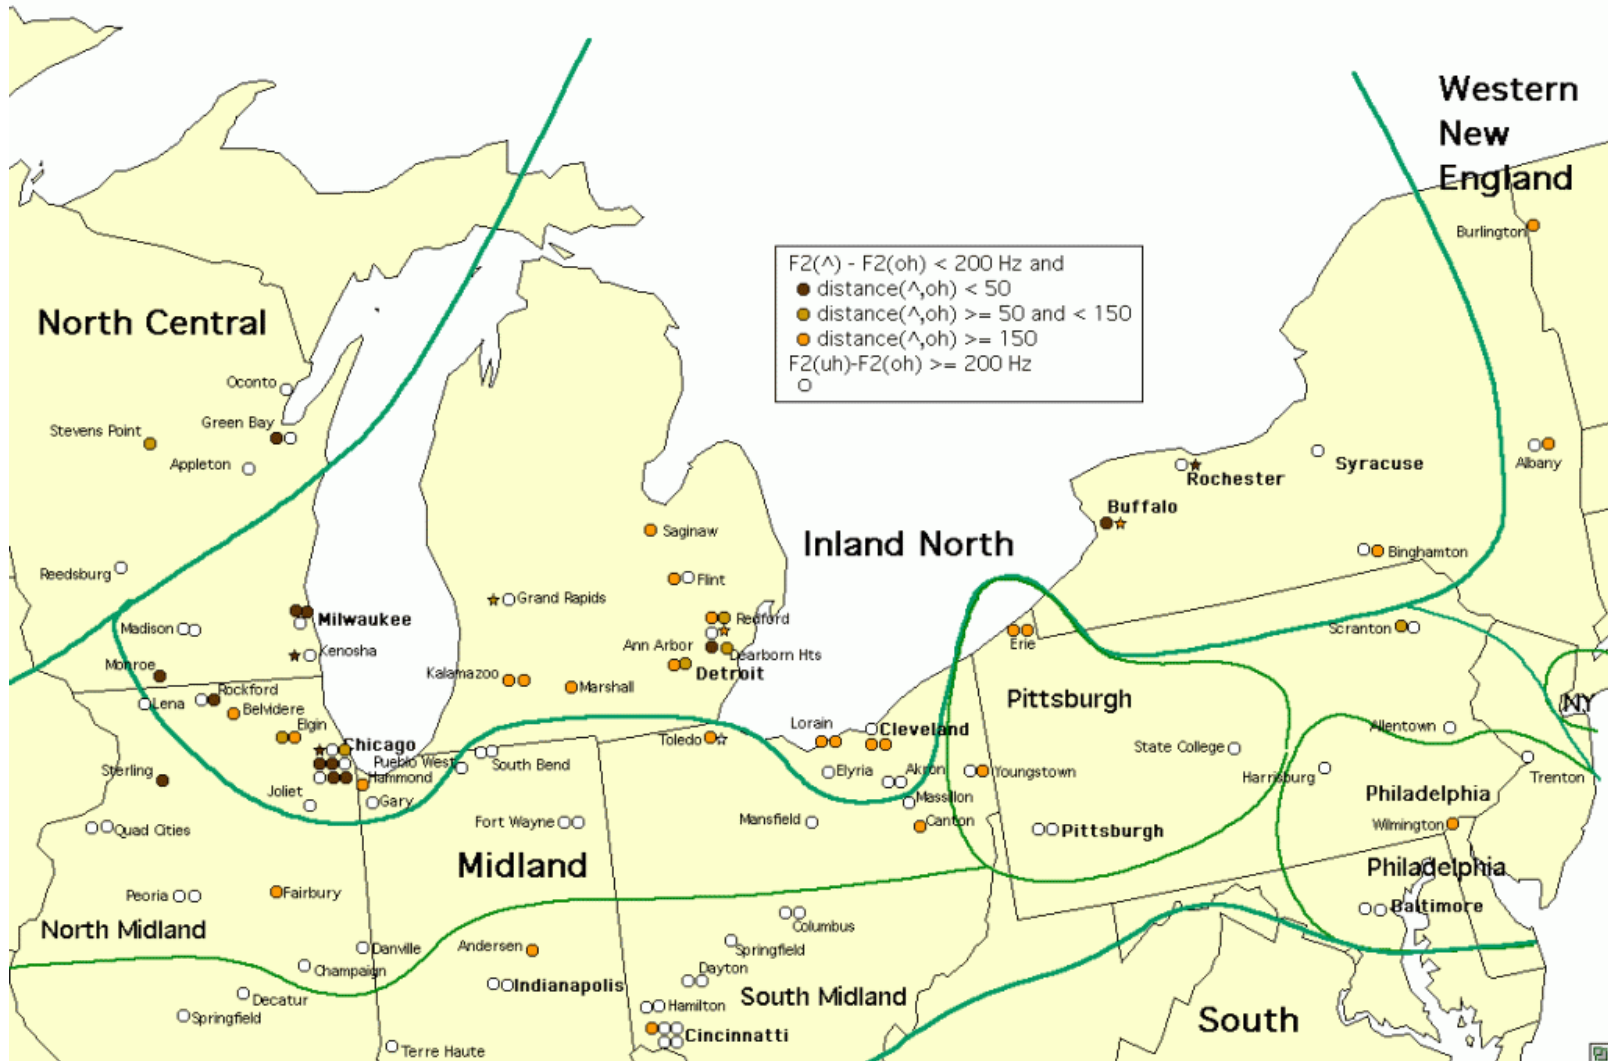 Western
New
England
Burlington
F2(^) - F2(oh) < 200 Hz and
distance(^,oh) < 50
distance(^,oh) >= 50 and < 150
distance(^,oh) >= 150
F2(uh)-F2(oh) >= 200 Hz
North Central
Oconto
Green Bay
Stevens Point
Appleton
Albany
Syracuse
Rochester
Buffalo
Saginaw
Inland North
Binghamton
Reedsburg
Flint
Grand Rapids
Milwaukee
Redford
Madison
Scranton
Erie
Kenosha
Ann Arbor
Dearborn Hts
Monroe
Kalamazoo
Detroit
Marshall
Rockford
Lena
Pittsburgh
NY
Belvidere
Elgin
Lorain
Cleveland
Allentown
Toledo
Chicago
State College
Pueblo West
South Bend
Sterling
Hammond
Elyria
Akron
Youngstown
Harrisburg
Trenton
Joliet
Gary
Massillon
Philadelphia
Quad Cities
Fort Wayne
Mansfield
Canton
Pittsburgh
Wilmington
Midland
Philadelphia
Peoria
Fairbury
Baltimore
North Midland
Columbus
Danville
Andersen
Springfield
Champaign
Dayton
Decatur
Indianapolis
South Midland
Hamilton
Springfield
South
Cincinnatti
Terre Haute